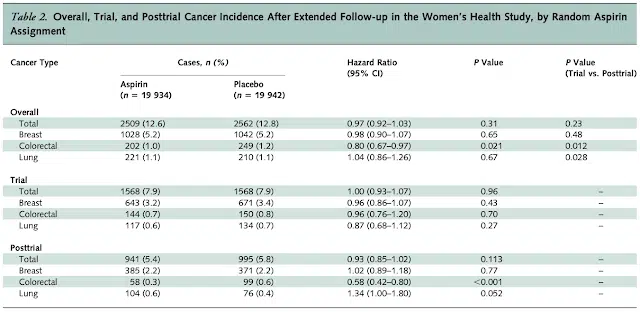 Table 2. Overall, Trial, and Posttrial Cancer Incidence After Extended Follow-up in the Women's Health Study, by Random Aspirin
Assignment
Cancer Type Cases, n (%) Hazard Ratio P Value P Value
(95% CI) (Trial vs. Posttrial)
Aspirin Placebo
(n = 19 934) (n = 19 942)
Overall
Total 2509 (12.6) 2562 (12.8) 0.97 (0.92–1.03) 0.31 0.23
Breast 1028 (5.2) 1042 (5.2) 0.98 (0.90–1.07) 0.65 0.48
Colorectal 202 (1.0) 249 (1.2) 0.80 (0.67–0.97) 0.021 0.012
Lung 221 (1.1) 210 (1.1) 1.04 (0.86–1.26) 0.67 0.028
Trial
Total 1568 (7.9) 1568 (7.9) 1.00 (0.93–1.07) 0.96 –
Breast 643 (3.2) 671 (3.4) 0.96 (0.86–1.07) 0.43 –
Colorectal 144 (0.7) 150 (0.8) 0.96 (0.76–1.20) 0.70 –
Lung 117 (0.6) 134 (0.7) 0.87 (0.68–1.12) 0.27 –
Posttrial
Total 941 (5.4) 995 (5.8) 0.93 (0.85–1.02) 0.113 –
Breast 385 (2.2) 371 (2.2) 1.02 (0.89–1.18) 0.77 –
Colorectal 58 (0.3) 99 (0.6) 0.58 (0.42–0.80) <0.001 –
Lung 104 (0.6) 76 (0.4) 1.34 (1.00–1.80) 0.052 –